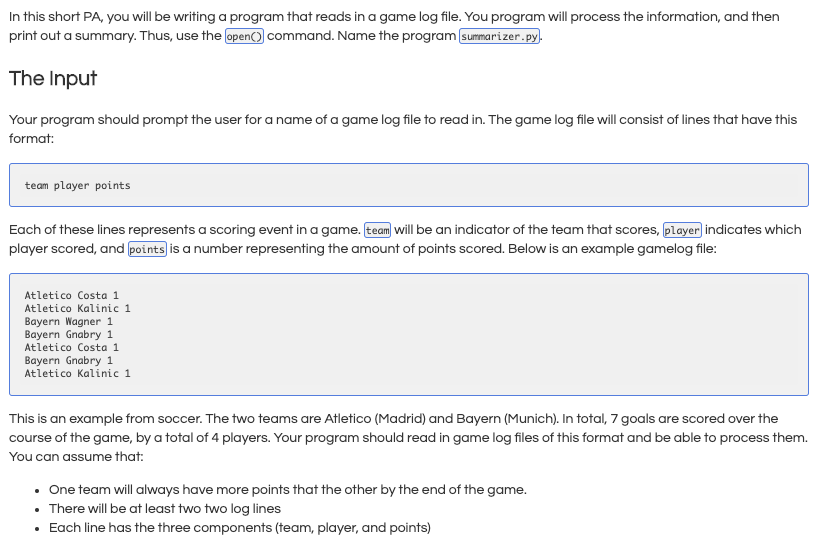 In this short PA, you will be writing a program that reads in a game log file. You program will process the information, and then
print out a summary. Thus, use the open() command. Name the program summarizer.py.
The Input
Your program should prompt the user for a name of a game log file to read in. The game log file will consist of lines that have this
format:
team player points
Each of these lines represents a scoring event in a game. team will be an indicator of the team that scores, player indicates which
player scored, and points is a number representing the amount of points scored. Below is an example gamelog file:
Atletico Costa 1
Atletico Kalinic 1
Bayern Wagner 1
Bayern Gnabry 1
Atletico Costa 1
Bayern Gnabry 1
Atletico Kalinic 1
This is an example from soccer. The two teams are Atletico (Madrid) and Bayern (Munich). In total, 7 goals are scored over the
course of the game, by a total of 4 players. Your program should read in game log files of this format and be able to process them.
You can assume that:
• One team will always have more points that the other by the end of the game.
• There will be at least two two log lines
• Each line has the three components (team, player, and points)